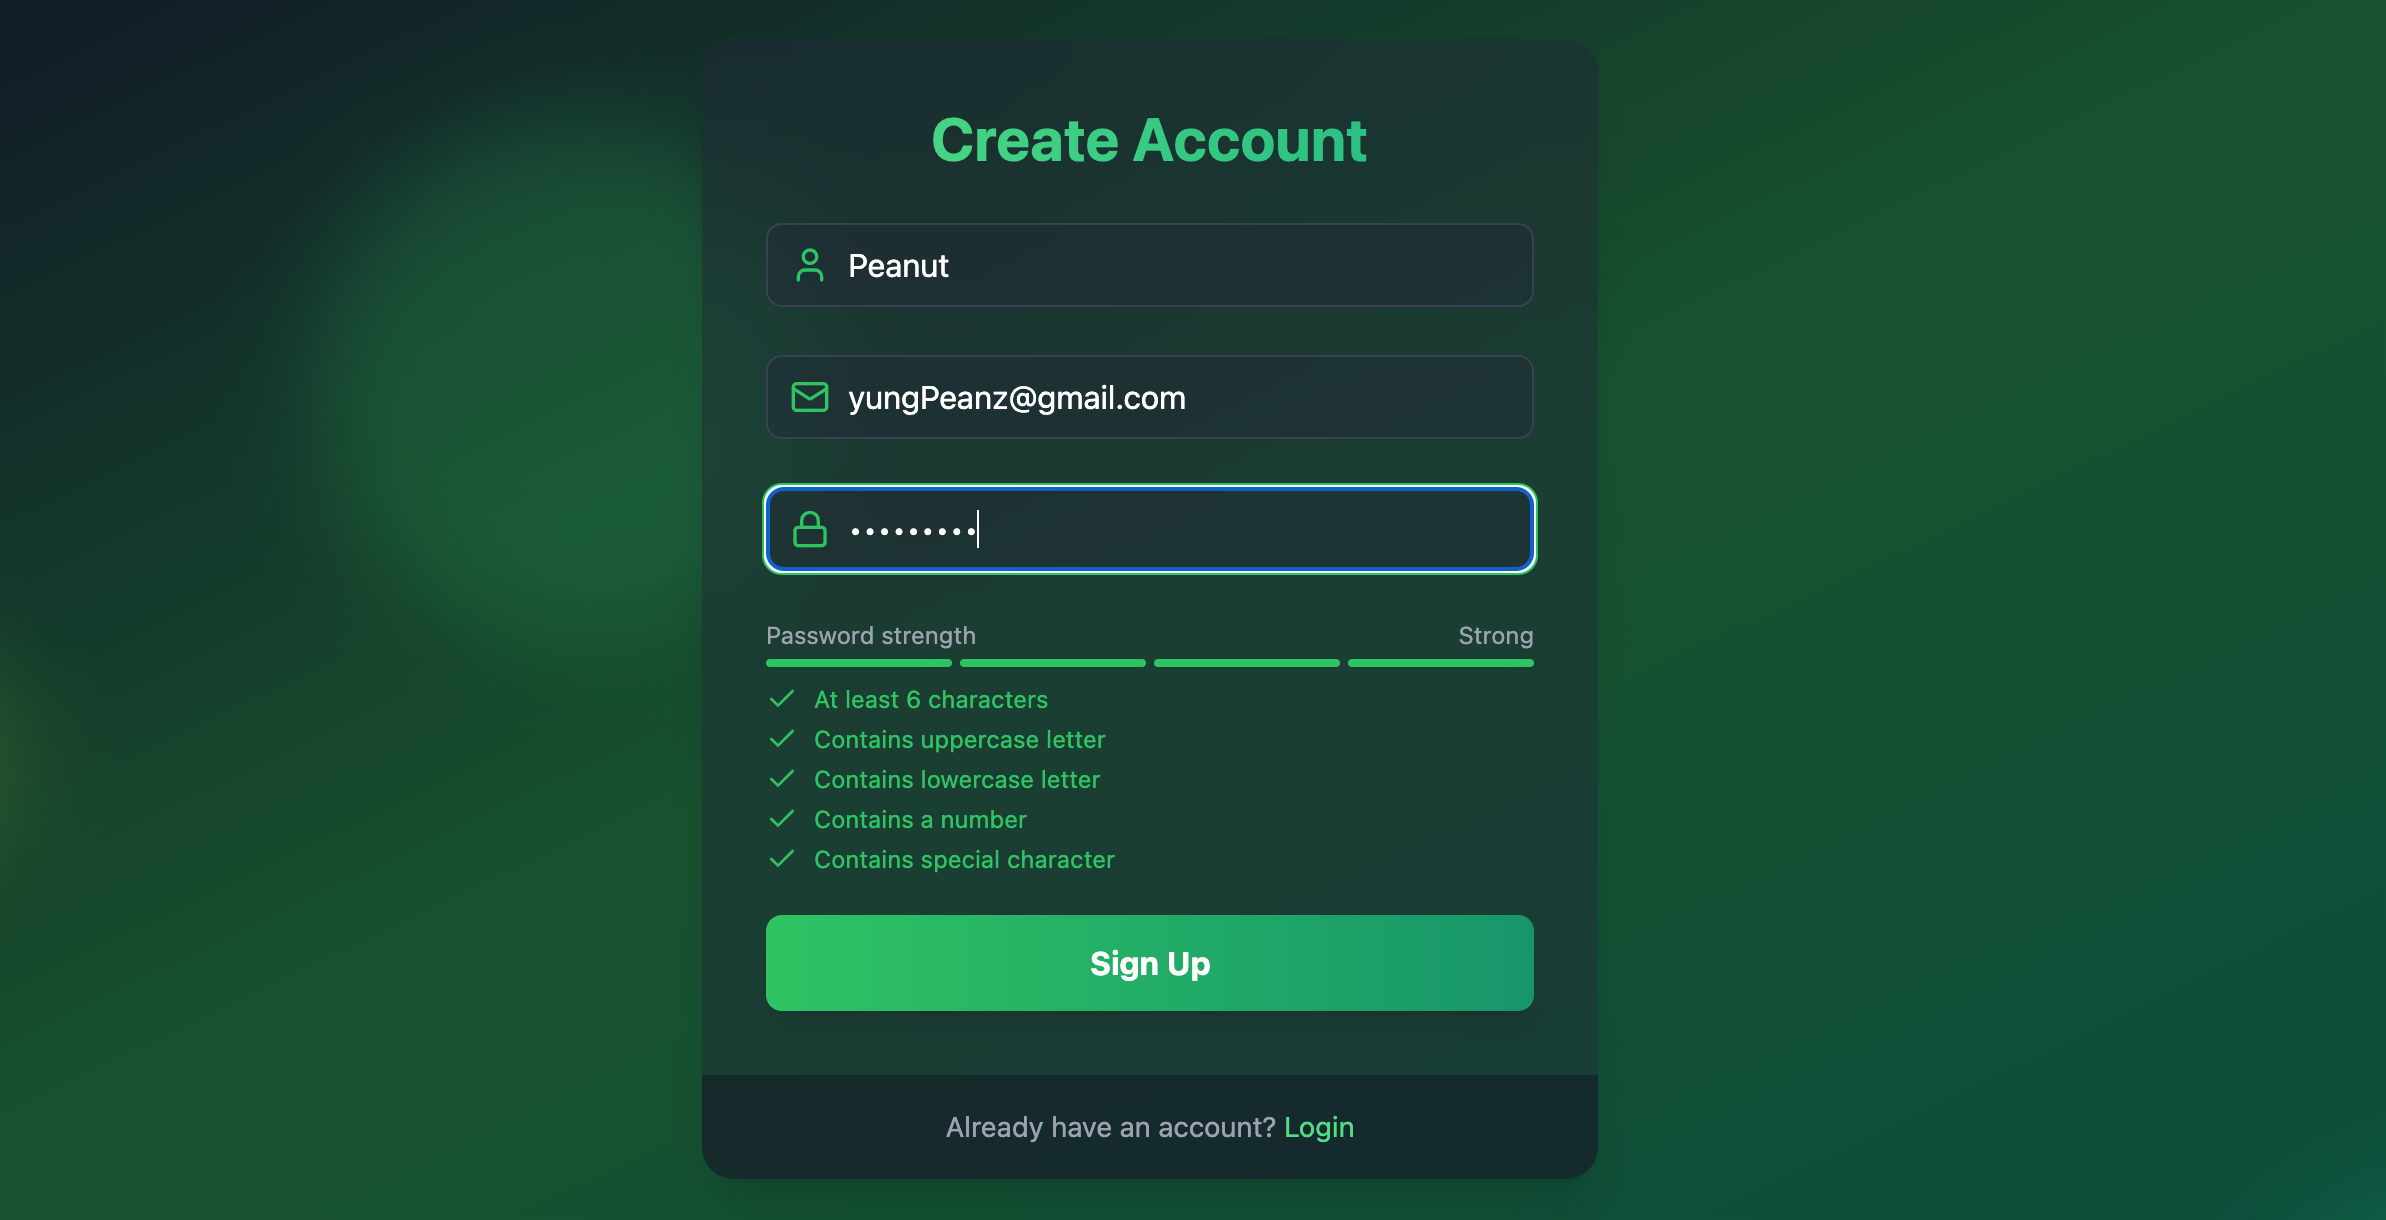 Create Account
Peanut
yungPeanz@gmail.com
•••••••••
Password strength
Strong
At least 6 characters
Contains uppercase letter
Contains lowercase letter
Contains a number
Contains special character
Sign Up
Already have an account? Login